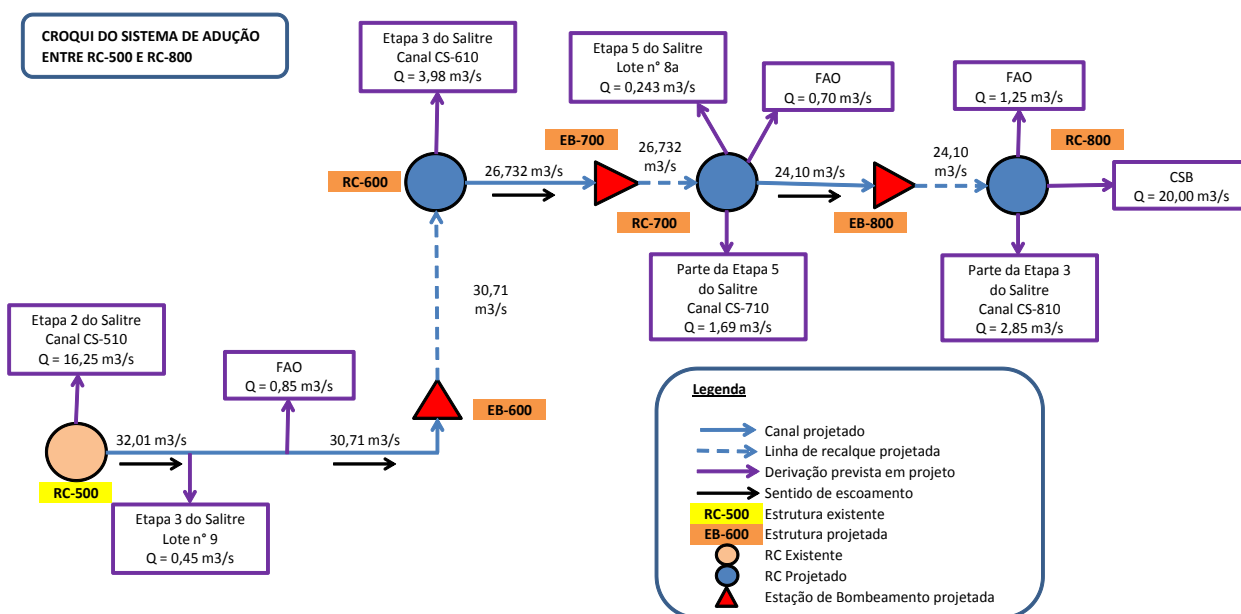 CROQUI DO SISTEMA DE ADUÇÃO
ENTRE RC-500 E RC-800
Etapa 3 do Salitre
Canal CS-610
Q = 3,98 m3/s
Etapa 5 do Salitre
Lote n° 8a
Q = 0,243 m3/s
FAO
Q = 0,70 m3/s
FAO
Q = 1,25 m3/s
RC-600
26,732 m3/s
EB-700
26,732
m3/s
RC-700
24,10 m3/s
EB-800
24,10
m3/s
RC-800
CSB
Q = 20,00 m3/s
Parte da Etapa 5
do Salitre
Canal CS-710
Q = 1,69 m3/s
Parte da Etapa 3
do Salitre
Canal CS-810
Q = 2,85 m3/s
30,71
m3/s
Etapa 2 do Salitre
Canal CS-510
Q = 16,25 m3/s
FAO
Q = 0,85 m3/s
EB-600
32,01 m3/s
30,71 m3/s
RC-500
Etapa 3 do Salitre
Lote n° 9
Q = 0,45 m3/s
Legenda
Canal projetado
Linha de recalque projetada
Derivação prevista em projeto
Sentido de escoamento
RC-500 Estrutura existente
EB-600 Estrutura projetada
RC Existente
RC Projetado
Estação de Bombeamento projetada